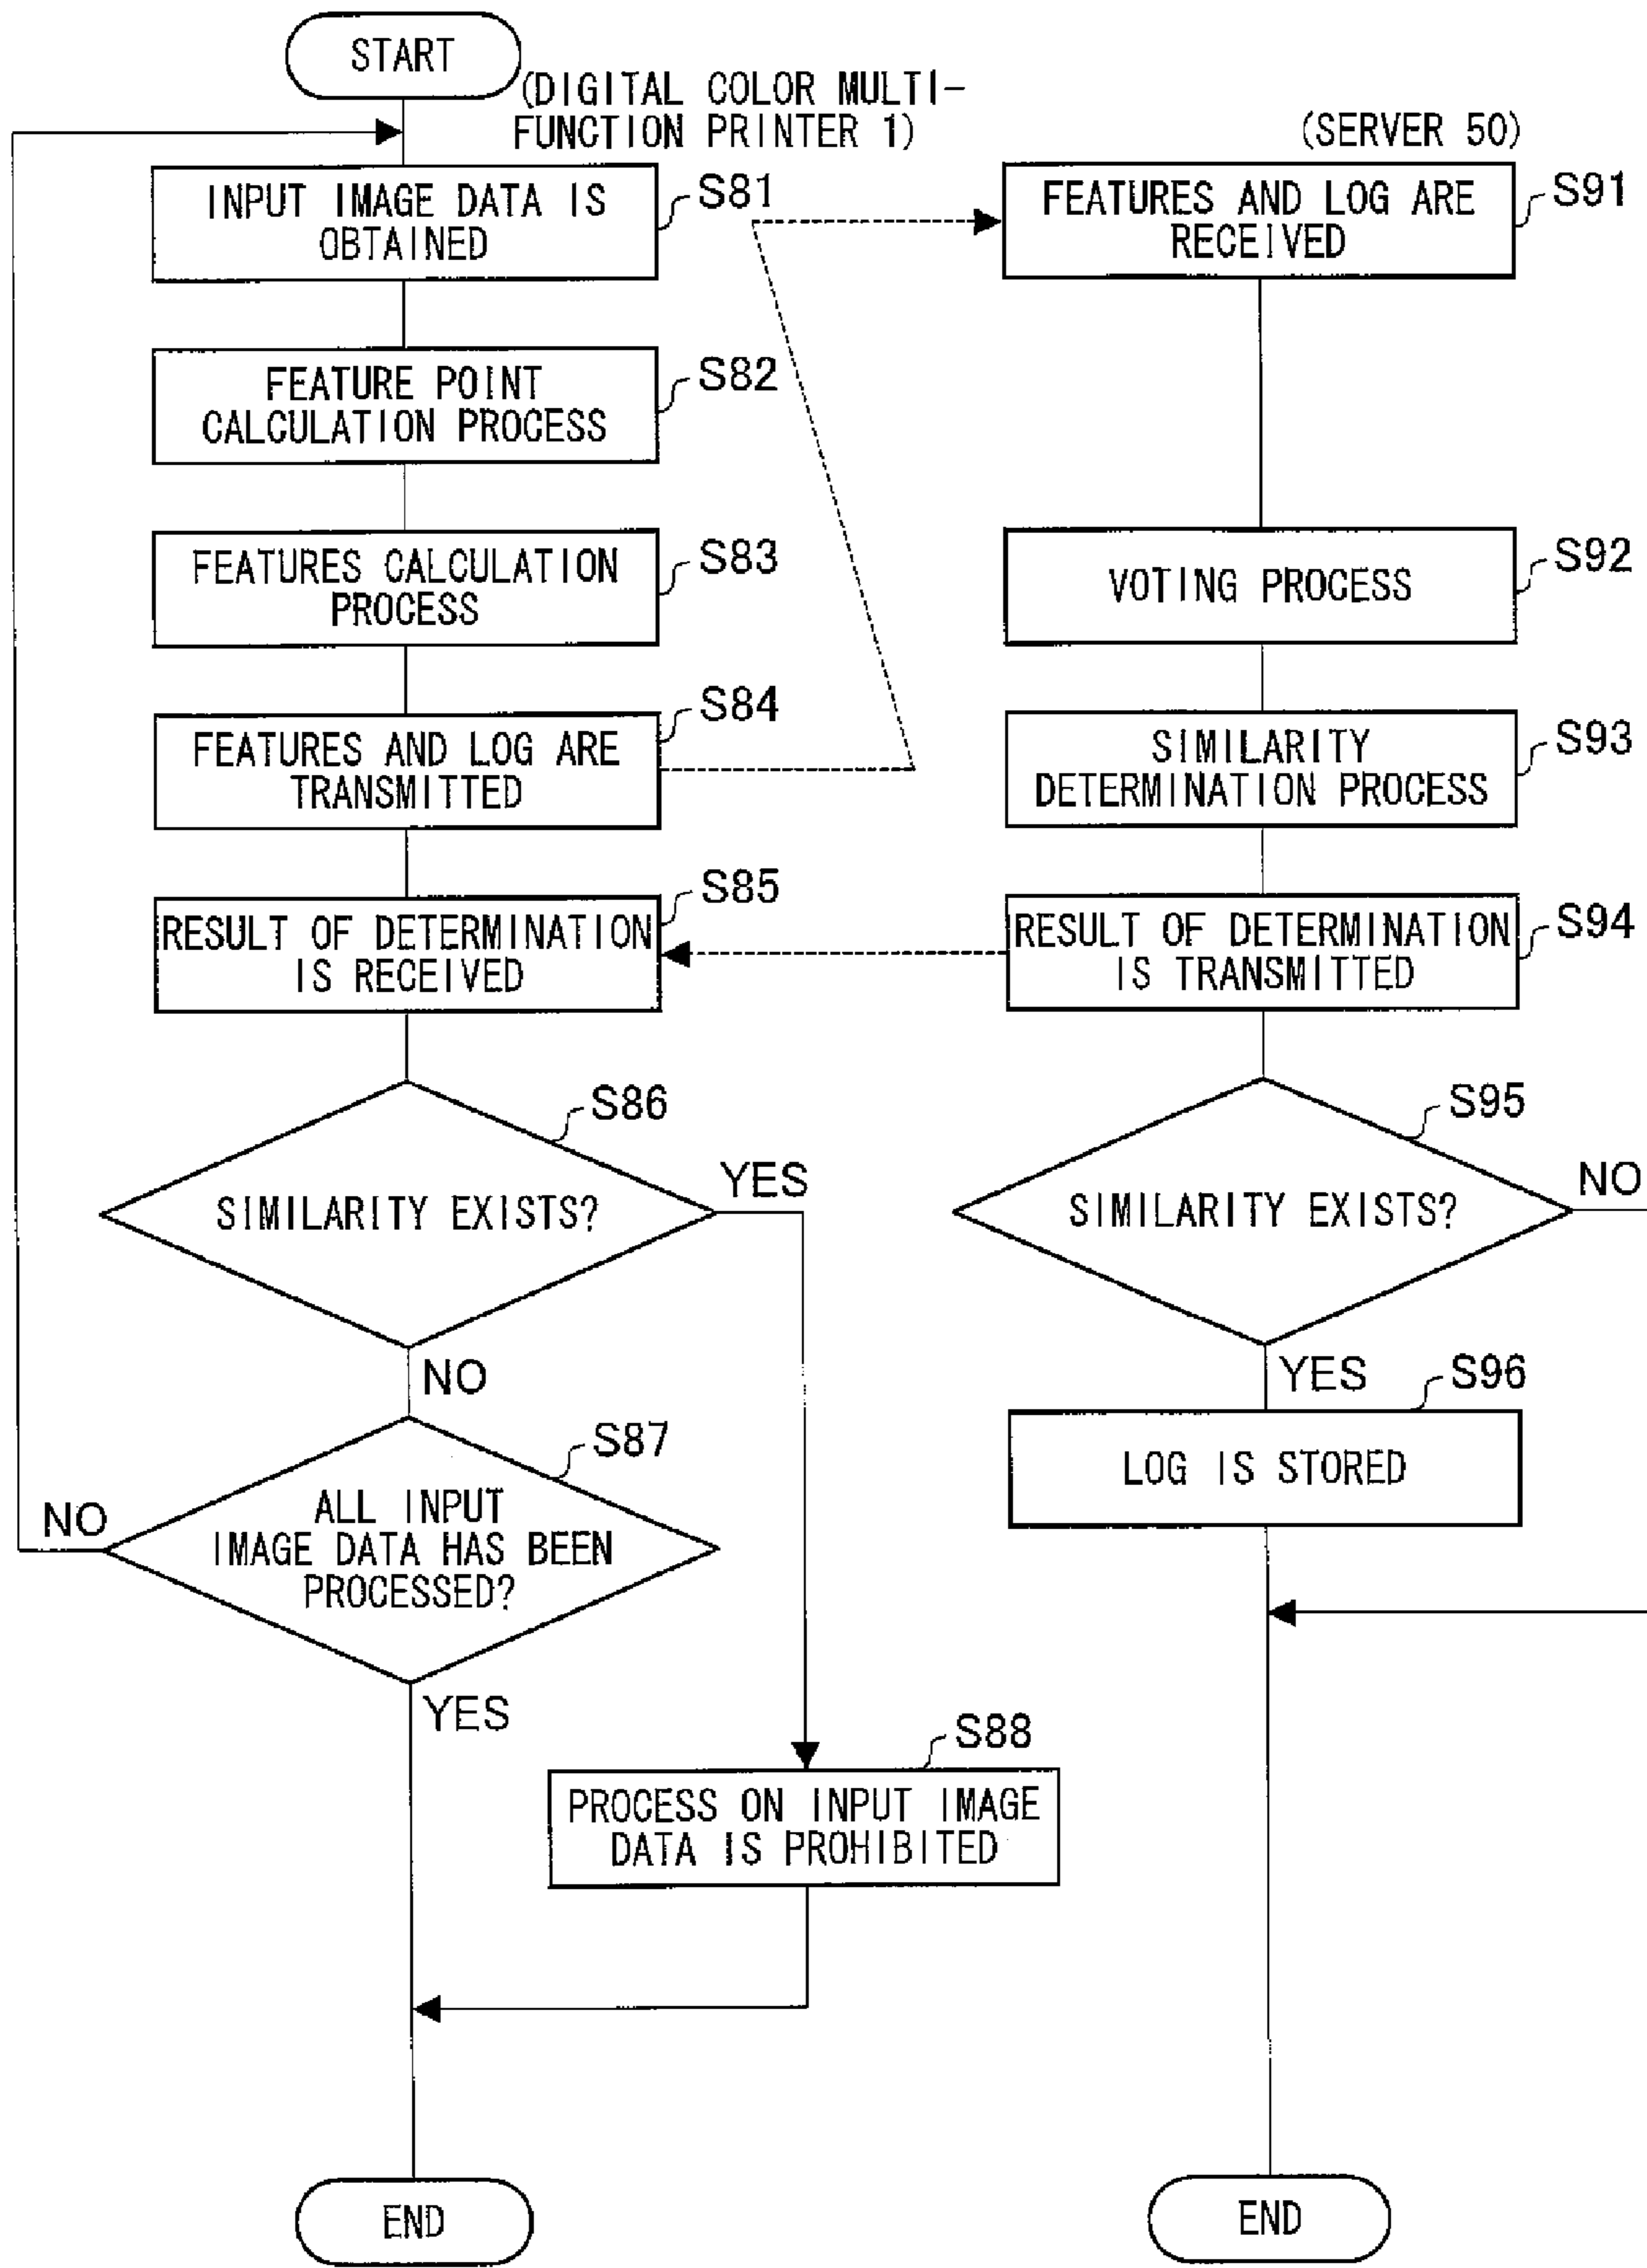 START
(DIGITAL COLOR MULTI-
FUNCTION PRINTER 1)
INPUT IMAGE DATA IS
OBTAINED
S81
FEATURE POINT
CALCULATION PROCESS
S82
FEATURES CALCULATION
PROCESS
S83
FEATURES AND LOG ARE
TRANSMITTED
S84
RESULT OF DETERMINATION
IS RECEIVED
S85
SIMILARITY EXISTS?
S86
YES
NO
ALL INPUT
IMAGE DATA HAS BEEN
PROCESSED?
S87
NO
YES
PROCESS ON INPUT IMAGE
DATA IS PROHIBITED
S88
END
(SERVER 50)
FEATURES AND LOG ARE
RECEIVED
S91
VOTING PROCESS
S92
SIMILARITY
DETERMINATION PROCESS
S93
RESULT OF DETERMINATION
IS TRANSMITTED
S94
SIMILARITY EXISTS?
S95
NO
YES
LOG IS STORED
S96
END